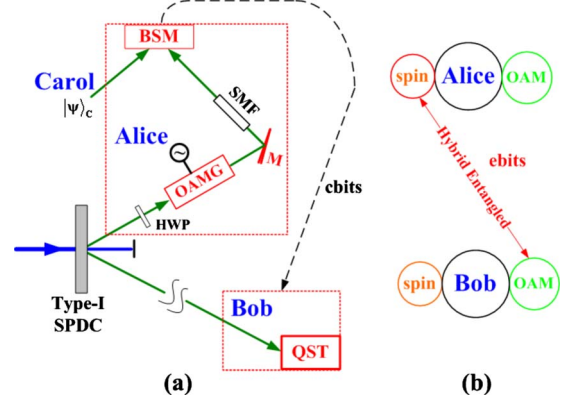 BSM
Carol
|ψ⟩C
SMF
Alice
M
OAMG
HWP
cbits
Type-I
SPDC
Bob
QST
(a)
spin
Alice
OAM
Hybrid Entangled
ebits
spin
Bob
OAM
(b)